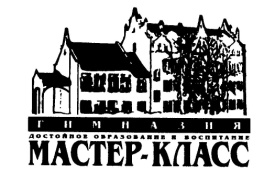 ГИМНАЗИЯ
ДОСТОЙНОЕ ОБРАЗОВАНИЕ И ВОСПИТАНИЕ
МАСТЕР-КЛАСС